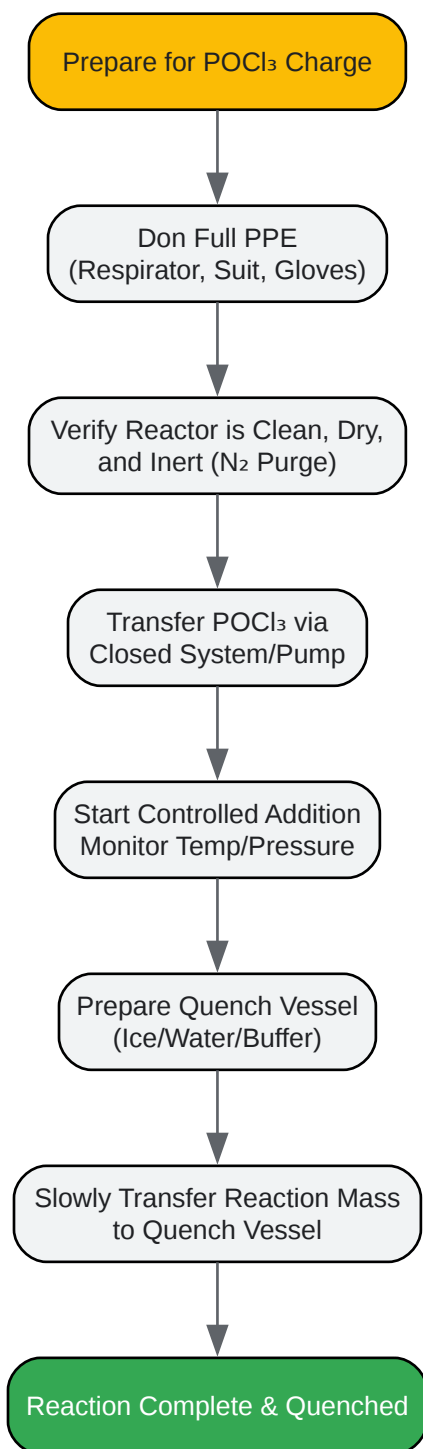 Prepare for POCl₃ Charge
Don Full PPE
(Respirator, Suit, Gloves)
Verify Reactor is Clean, Dry,
and Inert (N₂ Purge)
Transfer POCl₃ via
Closed System/Pump
Start Controlled Addition
Monitor Temp/Pressure
Prepare Quench Vessel
(Ice/Water/Buffer)
Slowly Transfer Reaction Mass
to Quench Vessel
Reaction Complete & Quenched